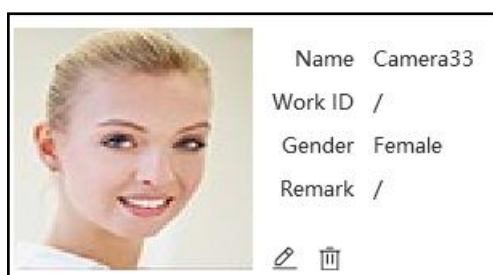 Name Camera33
Work ID /
Gender Female
Remark /